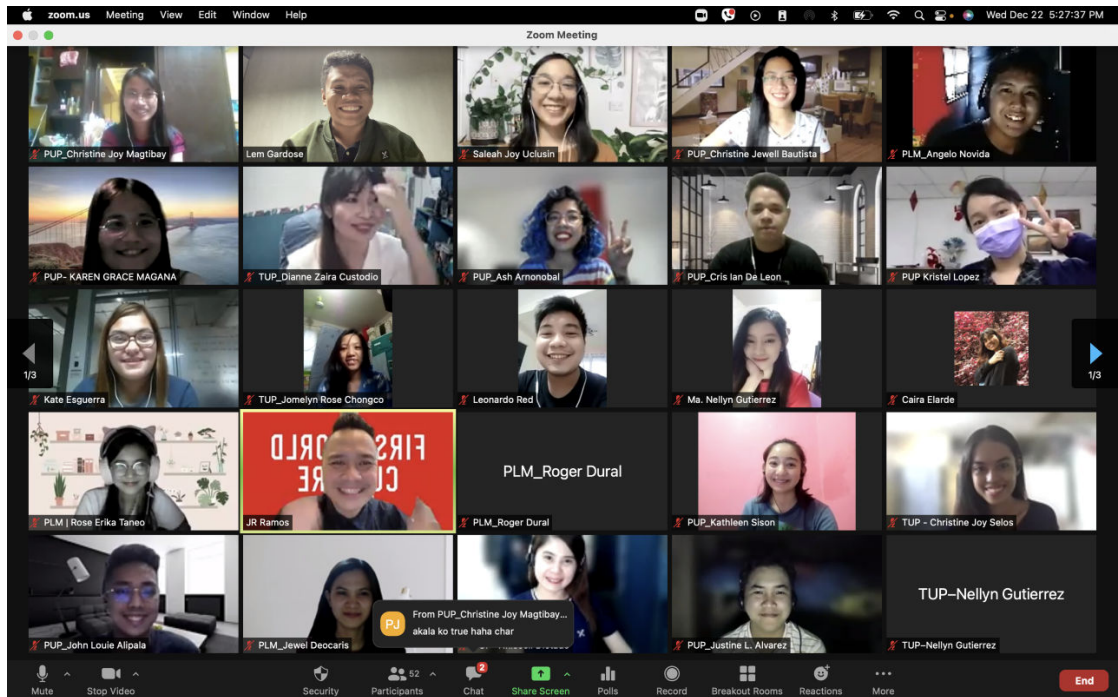 zoom.us Meeting View Edit Window Help Wed Dec 22 5:27:37 PM
Zoom Meeting
PUP_Christine Joy Magtibay
Lem Gardose
Saleah Joy Uclusin
PUP_Christine Jewell Bautista
PLM_Angelo Novida
PUP- KAREN GRACE MAGANA
TUP_Dianne Zaira Custodio
PUP_Ash Arnonobal
PUP_Cris Ian De Leon
PUP Kristel Lopez
1/3
1/3
Kate Esguerra
TUP_Jomelyn Rose Chongco
Leonardo Red
Ma. Nellyn Gutierrez
Caira Elarde
PLM | Rose Erika Taneo
FIRST WORLD
JR Ramos
PLM_Roger Dural
PLM_Roger Dural
PUP_Kathleen Sison
TUP - Christine Joy Selos
PUP_John Louie Alipala
PLM_Jewel Deocaris
PJ
From PUP_Christine Joy Magtibay...
akala ko true haha char
PUP_Justine L. Alvarez
TUP–Nellyn Gutierrez
TUP–Nellyn Gutierrez
Mute
Stop Video
Security
52
Participants
2
Chat
Share Screen
Polls
Record
Breakout Rooms
Reactions
More
End